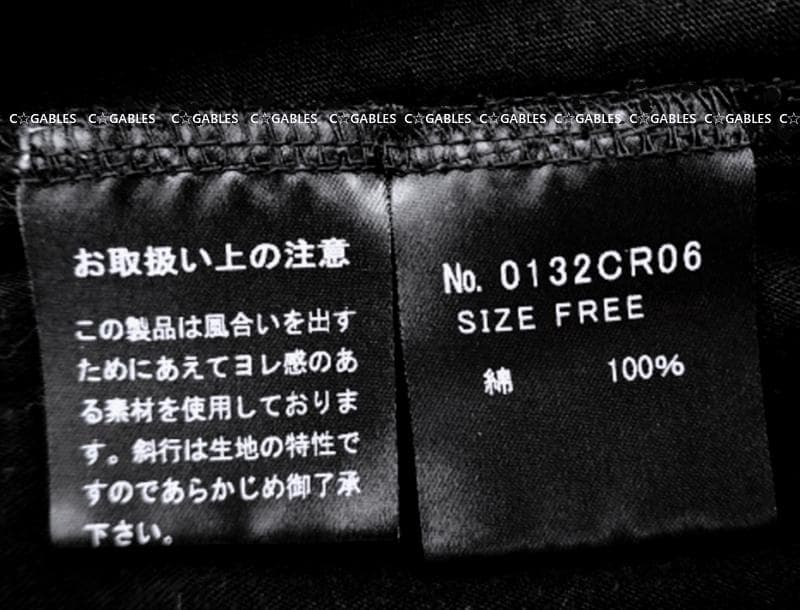 C☆GABLES C☆GABLES C☆GABLES C☆GABLES C☆GABLES C☆GABLES C☆GABLES C☆GABLES C☆GABLES C☆
お取扱い上の注意
この製品は風合いを出す
ためにあえてヨレ感のあ
る素材を使用しておりま
す。斜行は生地の特性で
すのであらかじめ御了承
下さい。
No. 0132CR06
SIZE FREE
綿 100%